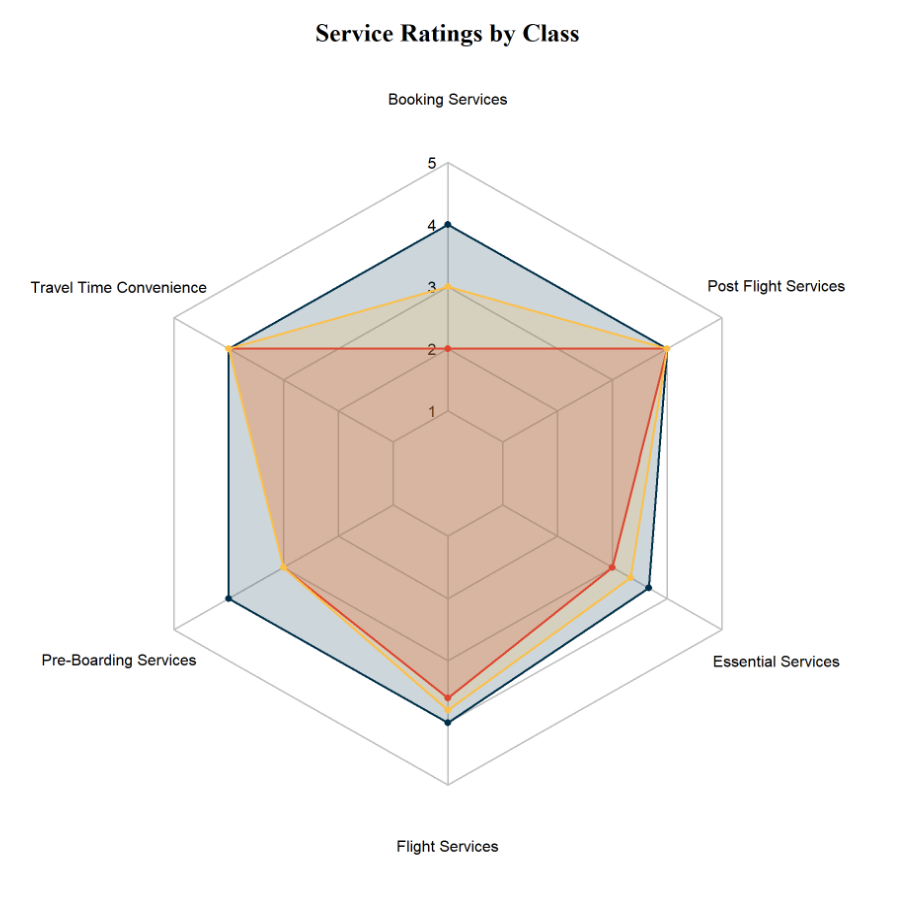 Service Ratings by Class
Booking Services
5
4
Travel Time Convenience
Post Flight Services
3
2
1
Pre-Boarding Services
Essential Services
Flight Services